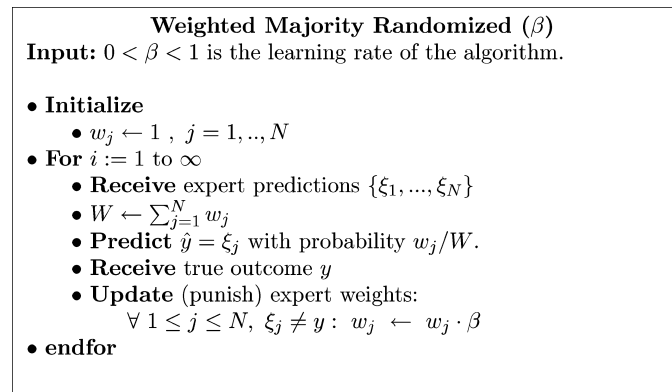 Weighted Majority Randomized (β)
Input: 0 < β < 1 is the learning rate of the algorithm.
• Initialize
• w_j ← 1 , j = 1,..,N
• For i := 1 to ∞
• Receive expert predictions {ξ_1, ..., ξ_N}
• W ← ∑_{j=1}^{N} w_j
• Predict ŷ = ξ_j with probability w_j/W.
• Receive true outcome y
• Update (punish) expert weights:
∀ 1 ≤ j ≤ N, ξ_j ≠ y : w_j ← w_j · β
• endfor